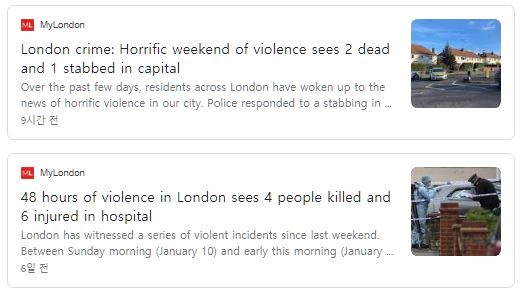 ML MyLondon
London crime: Horrific weekend of violence sees 2 dead
and 1 stabbed in capital
Over the past few days, residents across London have woken up to the
news of horrific violence in our city. Police responded to a stabbing in ...
9시간 전
ML MyLondon
48 hours of violence in London sees 4 people killed and
6 injured in hospital
London has witnessed a series of violent incidents since last weekend.
Between Sunday morning (January 10) and early this morning (January ...
6일 전